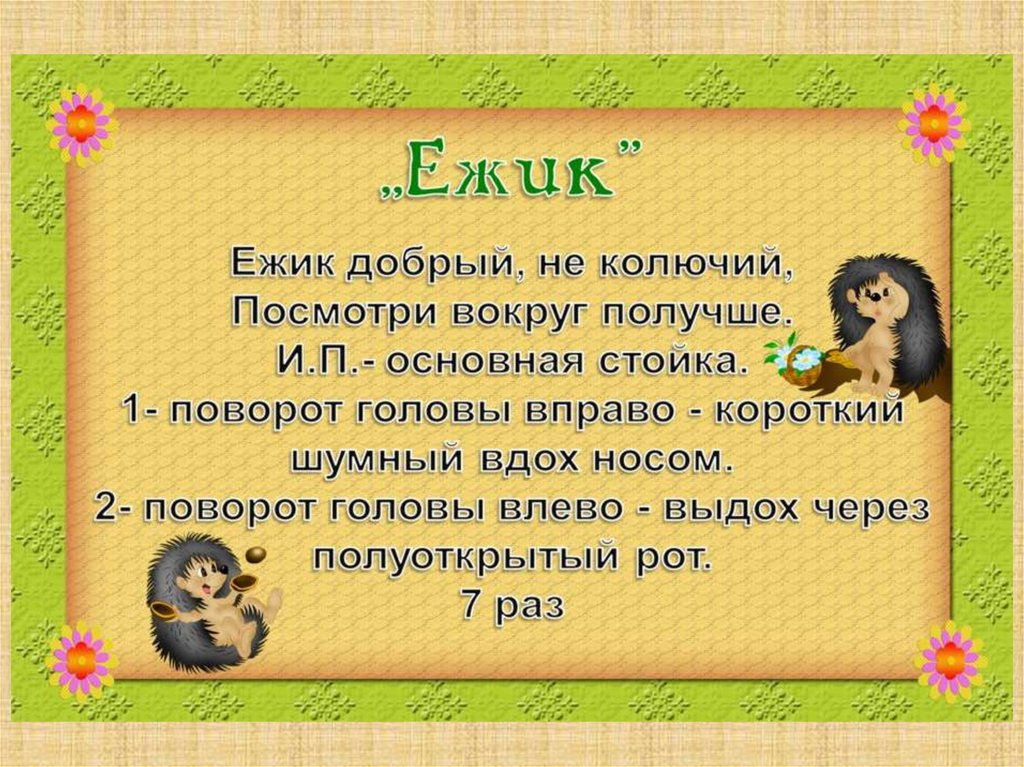 „Ежик”
Ежик добрый, не колючий,
Посмотри вокруг получше.
И.П.- основная стойка.
1- поворот головы вправо - короткий
шумный вдох носом.
2- поворот головы влево - выдох через
полуоткрытый рот.
7 раз